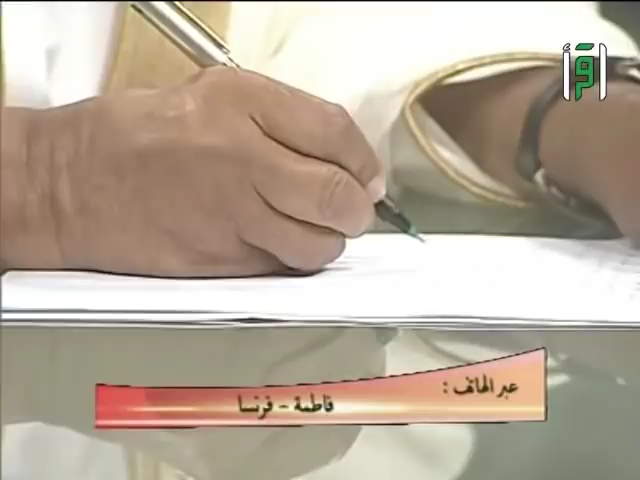 اقرأ
عبر الهاتف :
فاطمة - فرنسا